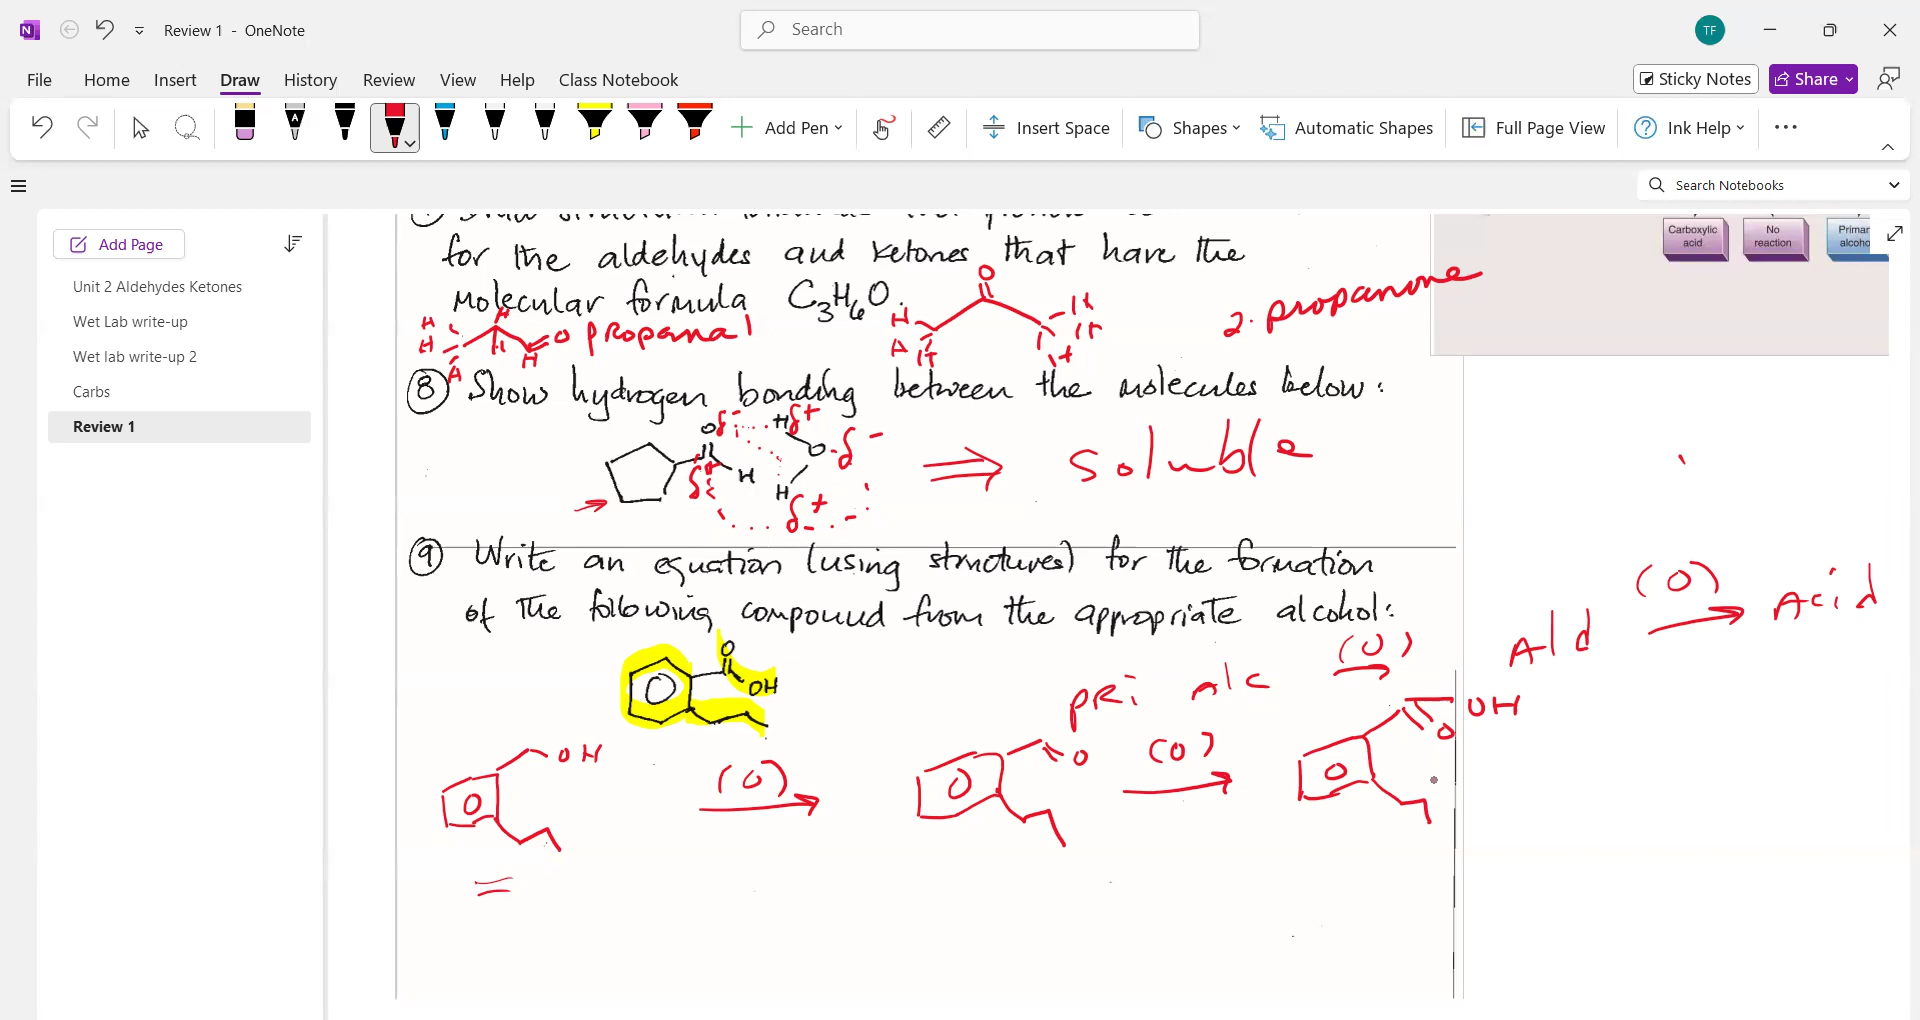 Review 1 - OneNote
Search
TF
File Home Insert Draw History Review View Help Class Notebook
Sticky Notes Share
Add Pen Insert Space Shapes Automatic Shapes Full Page View Ink Help
Search Notebooks
Add Page
Unit 2 Aldehydes Ketones
Wet Lab write-up
Wet lab write-up 2
Carbs
Review 1
Carboxylic acid
No reaction
for the aldehydes and ketones that have the
Molecular formula C3H6O.
O
H H H H H H O propanal
H H H H H H
2. propanone
8 Show hydrogen bonding between the molecules below:
O δ- H δ+
O δ-
δ+ H H
δ+
⇒ Soluble
9 Write an equation (using structures) for the formation
of the following compound from the appropriate alcohol:
O
OH
PRi Alc (O) → Ald (O) → Acid
OH (O) → O (O) → OH
O